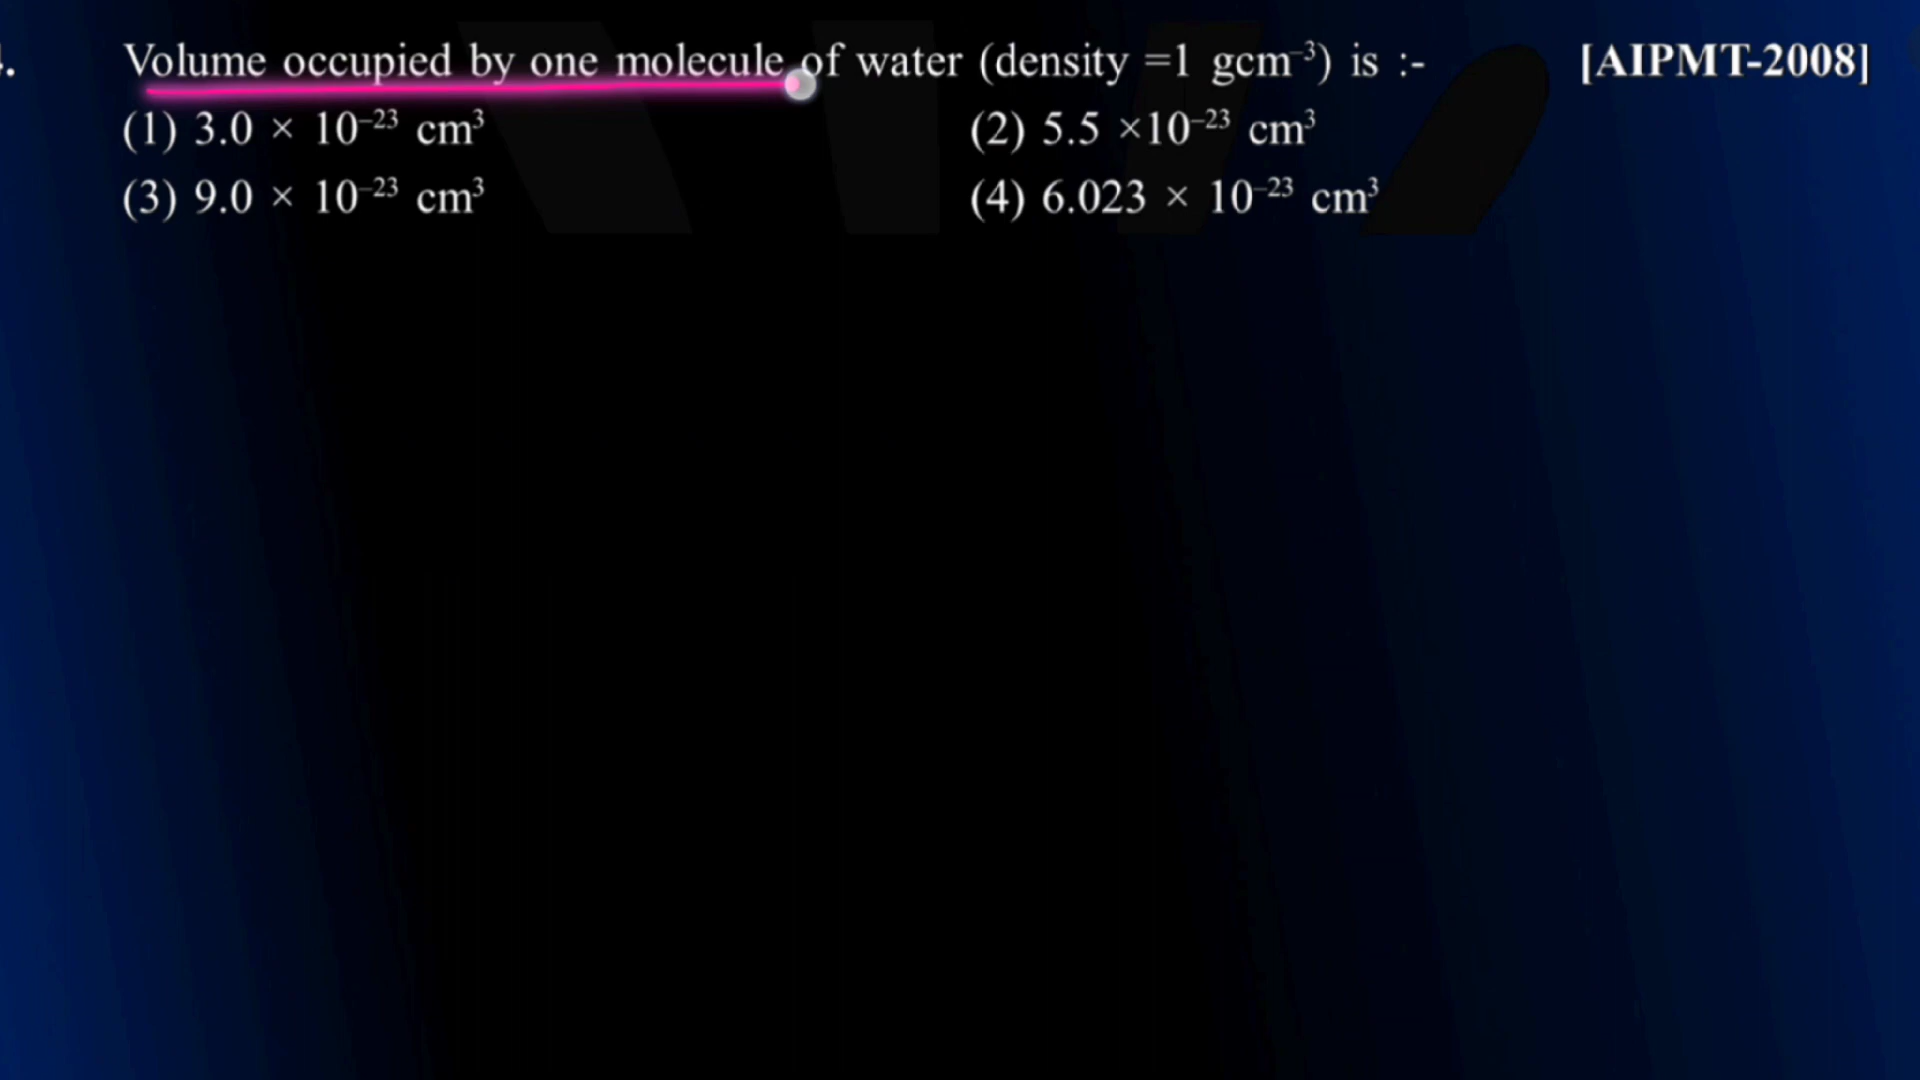 Volume occupied by one molecule of water (density =1 gcm⁻³) is :- [AIPMT-2008]
(1) 3.0 × 10⁻²³ cm³ (2) 5.5 ×10⁻²³ cm³
(3) 9.0 × 10⁻²³ cm³ (4) 6.023 × 10⁻²³ cm³